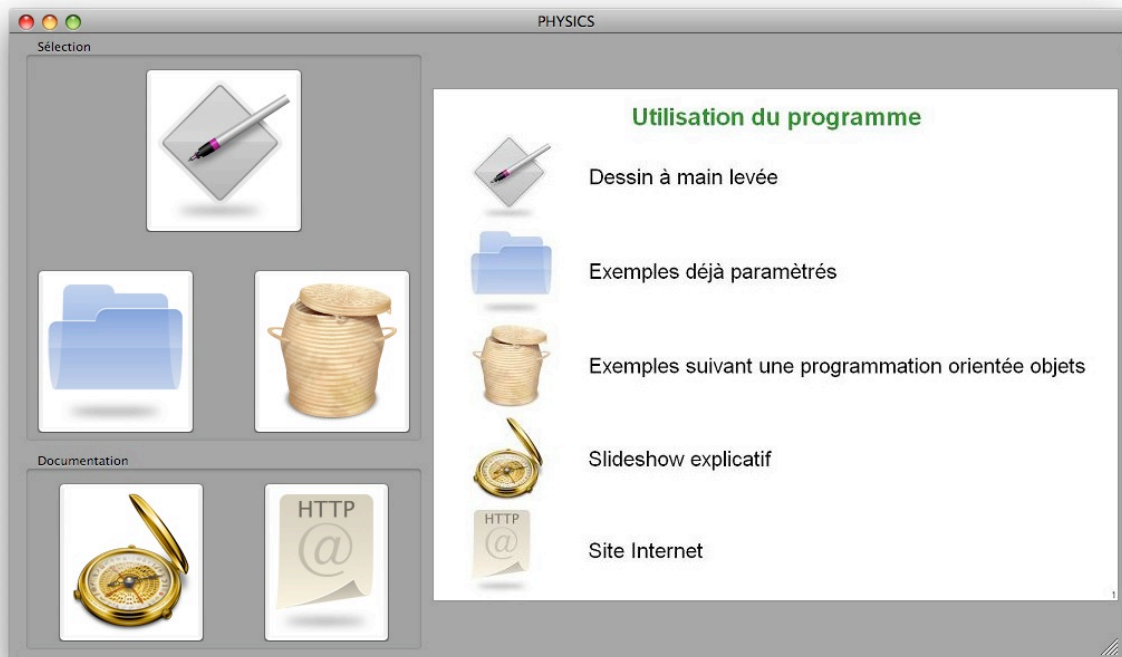 PHYSICS
Sélection
Documentation
HTTP
@
Utilisation du programme
Dessin à main levée
Exemples déjà paramètrés
Exemples suivant une programmation orientée objets
Slideshow explicatif
HTTP
@
Site Internet
1